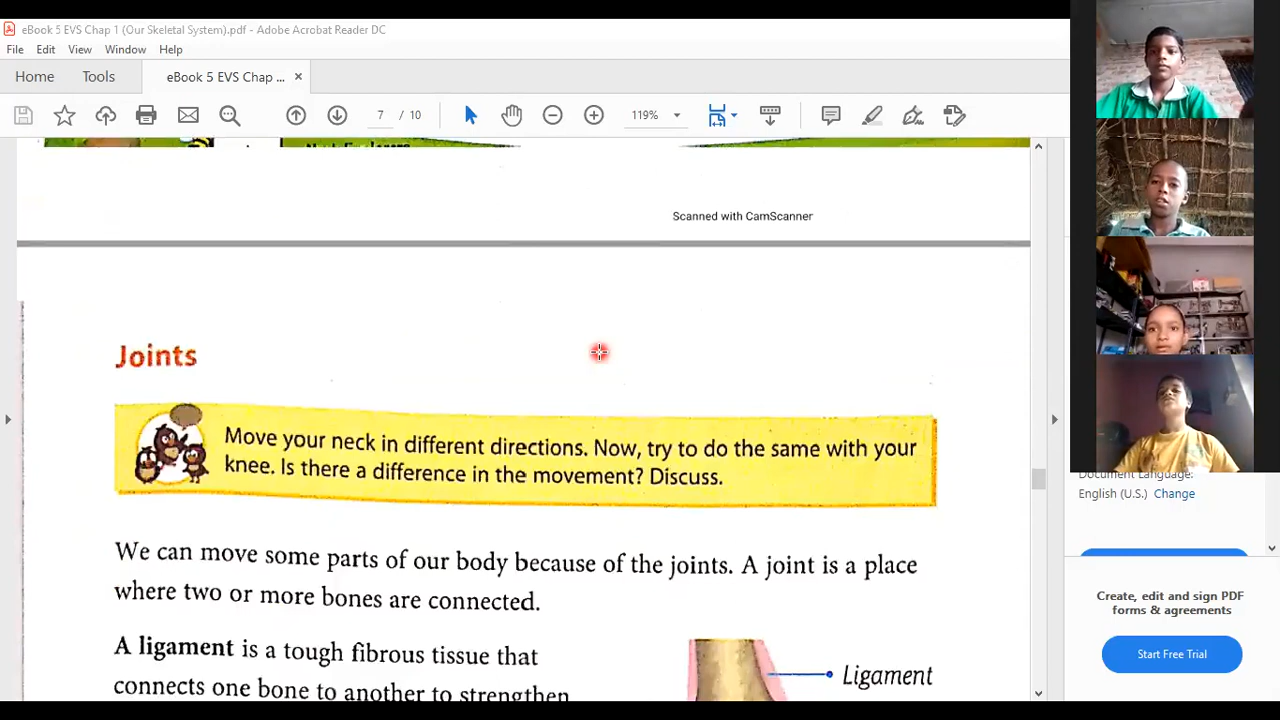 eBook 5 EVS Chap 1 (Our Skeletal System).pdf - Adobe Acrobat Reader DC
File Edit View Window Help
Home Tools eBook 5 EVS Chap ... ×
7 / 10 119%
Scanned with CamScanner
Joints
Move your neck in different directions. Now, try to do the same with your
knee. Is there a difference in the movement? Discuss.
We can move some parts of our body because of the joints. A joint is a place
where two or more bones are connected.
A ligament is a tough fibrous tissue that
connects one bone to another to strengthen
Ligament
Document Language:
English (U.S.) Change
Create, edit and sign PDF
forms & agreements
Start Free Trial